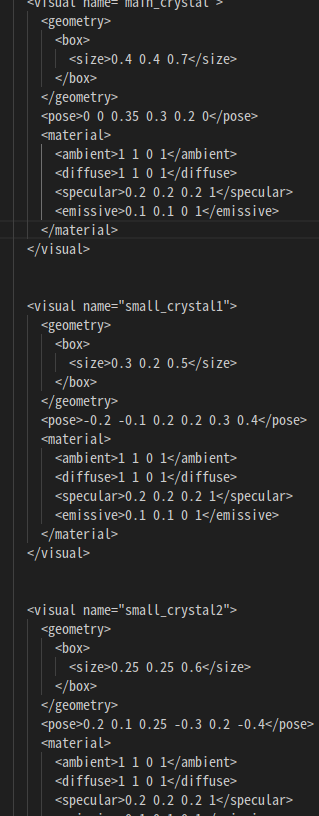 <visual name="main_crystal">
<geometry>
<box>
<size>0.4 0.4 0.7</size>
</box>
</geometry>
<pose>0 0 0.35 0.3 0.2 0</pose>
<material>
<ambient>1 1 0 1</ambient>
<diffuse>1 1 0 1</diffuse>
<specular>0.2 0.2 0.2 1</specular>
<emissive>0.1 0.1 0 1</emissive>
</material>
</visual>
<visual name="small_crystal1">
<geometry>
<box>
<size>0.3 0.2 0.5</size>
</box>
</geometry>
<pose>-0.2 -0.1 0.2 0.2 0.3 0.4</pose>
<material>
<ambient>1 1 0 1</ambient>
<diffuse>1 1 0 1</diffuse>
<specular>0.2 0.2 0.2 1</specular>
<emissive>0.1 0.1 0 1</emissive>
</material>
</visual>
<visual name="small_crystal2">
<geometry>
<box>
<size>0.25 0.25 0.6</size>
</box>
</geometry>
<pose>0.2 0.1 0.25 -0.3 0.2 -0.4</pose>
<material>
<ambient>1 1 0 1</ambient>
<diffuse>1 1 0 1</diffuse>
<specular>0.2 0.2 0.2 1</specular>